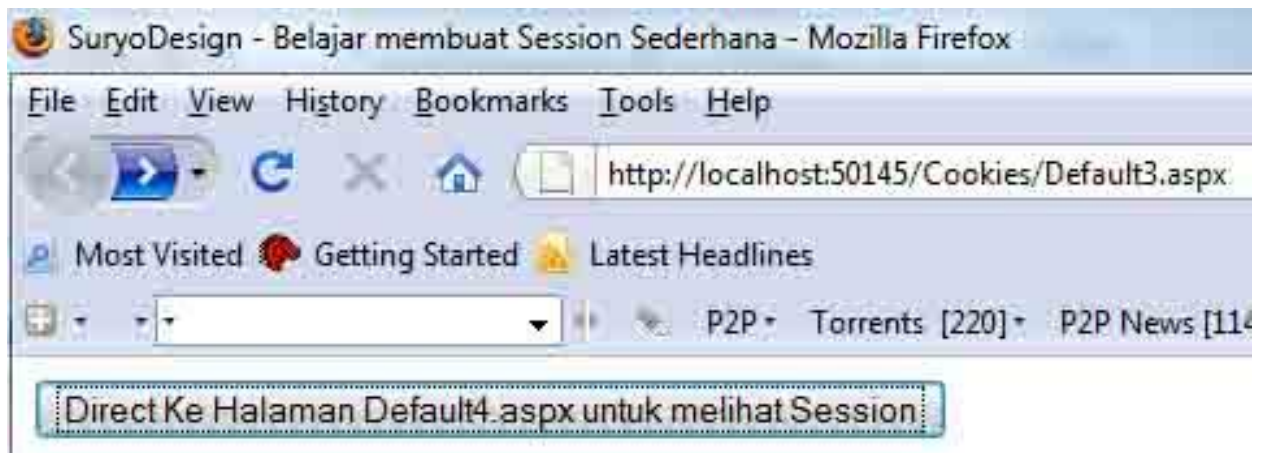 SuryoDesign - Belajar membuat Session Sederhana - Mozilla Firefox
File Edit View History Bookmarks Tools Help
http://localhost:50145/Cookies/Default3.aspx
Most Visited Getting Started Latest Headlines
P2P Torrents [220] P2P News [114
Direct Ke Halaman Default4.aspx untuk melihat Session